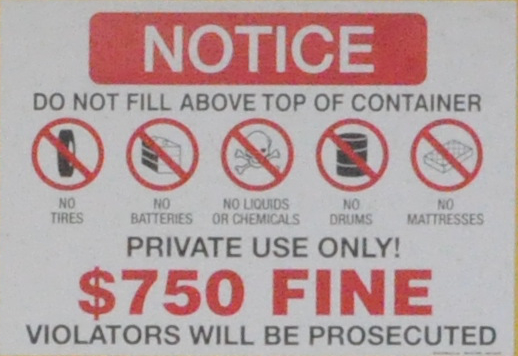 NOTICE
DO NOT FILL ABOVE TOP OF CONTAINER
NO TIRES
NO BATTERIES
NO LIQUIDS OR CHEMICALS
NO DRUMS
NO MATTRESSES
PRIVATE USE ONLY!
$750 FINE
VIOLATORS WILL BE PROSECUTED